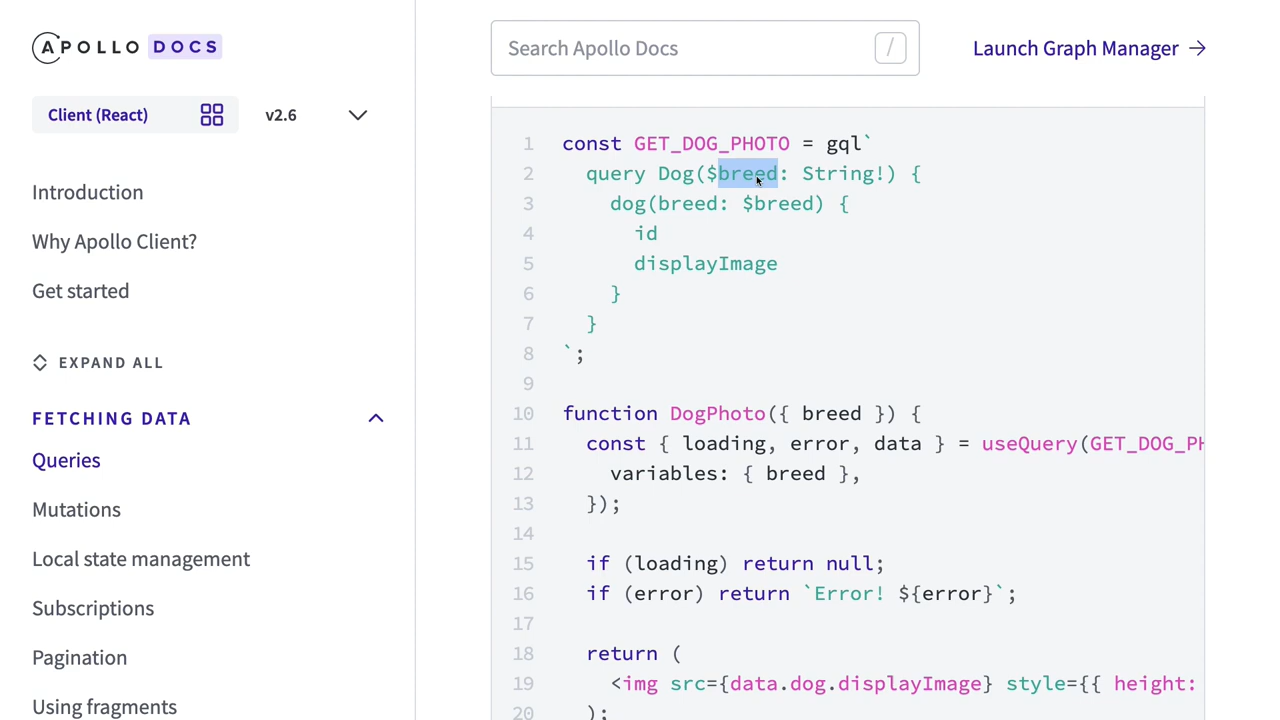 APOLLO DOCS
Search Apollo Docs /
Launch Graph Manager →
Client (React)
v2.6
Introduction
Why Apollo Client?
Get started
EXPAND ALL
FETCHING DATA
Queries
Mutations
Local state management
Subscriptions
Pagination
Using fragments
1 const GET_DOG_PHOTO = gql`
2   query Dog($breed: String!) {
3     dog(breed: $breed) {
4       id
5       displayImage
6     }
7   }
8 `;
9
10 function DogPhoto({ breed }) {
11   const { loading, error, data } = useQuery(GET_DOG_PH
12     variables: { breed },
13   });
14
15   if (loading) return null;
16   if (error) return `Error! ${error}`;
17
18   return (
19     <img src={data.dog.displayImage} style={{ height:
20   );